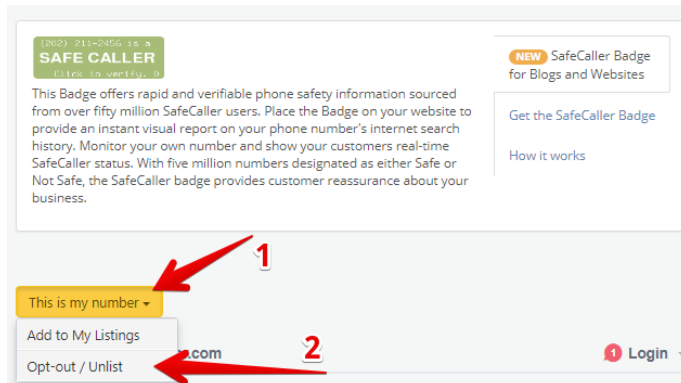 (202) 211-2456 is a
SAFE CALLER
Click to verify. 0
This Badge offers rapid and verifiable phone safety information sourced
from over fifty million SafeCaller users. Place the Badge on your website to
provide an instant visual report on your phone number's internet search
history. Monitor your own number and show your customers real-time
SafeCaller status. With five million numbers designated as either Safe or
Not Safe, the SafeCaller badge provides customer reassurance about your
business.
NEW SafeCaller Badge
for Blogs and Websites
Get the SafeCaller Badge
How it works
1
This is my number
Add to My Listings
.com
2
1 Login
Opt-out / Unlist